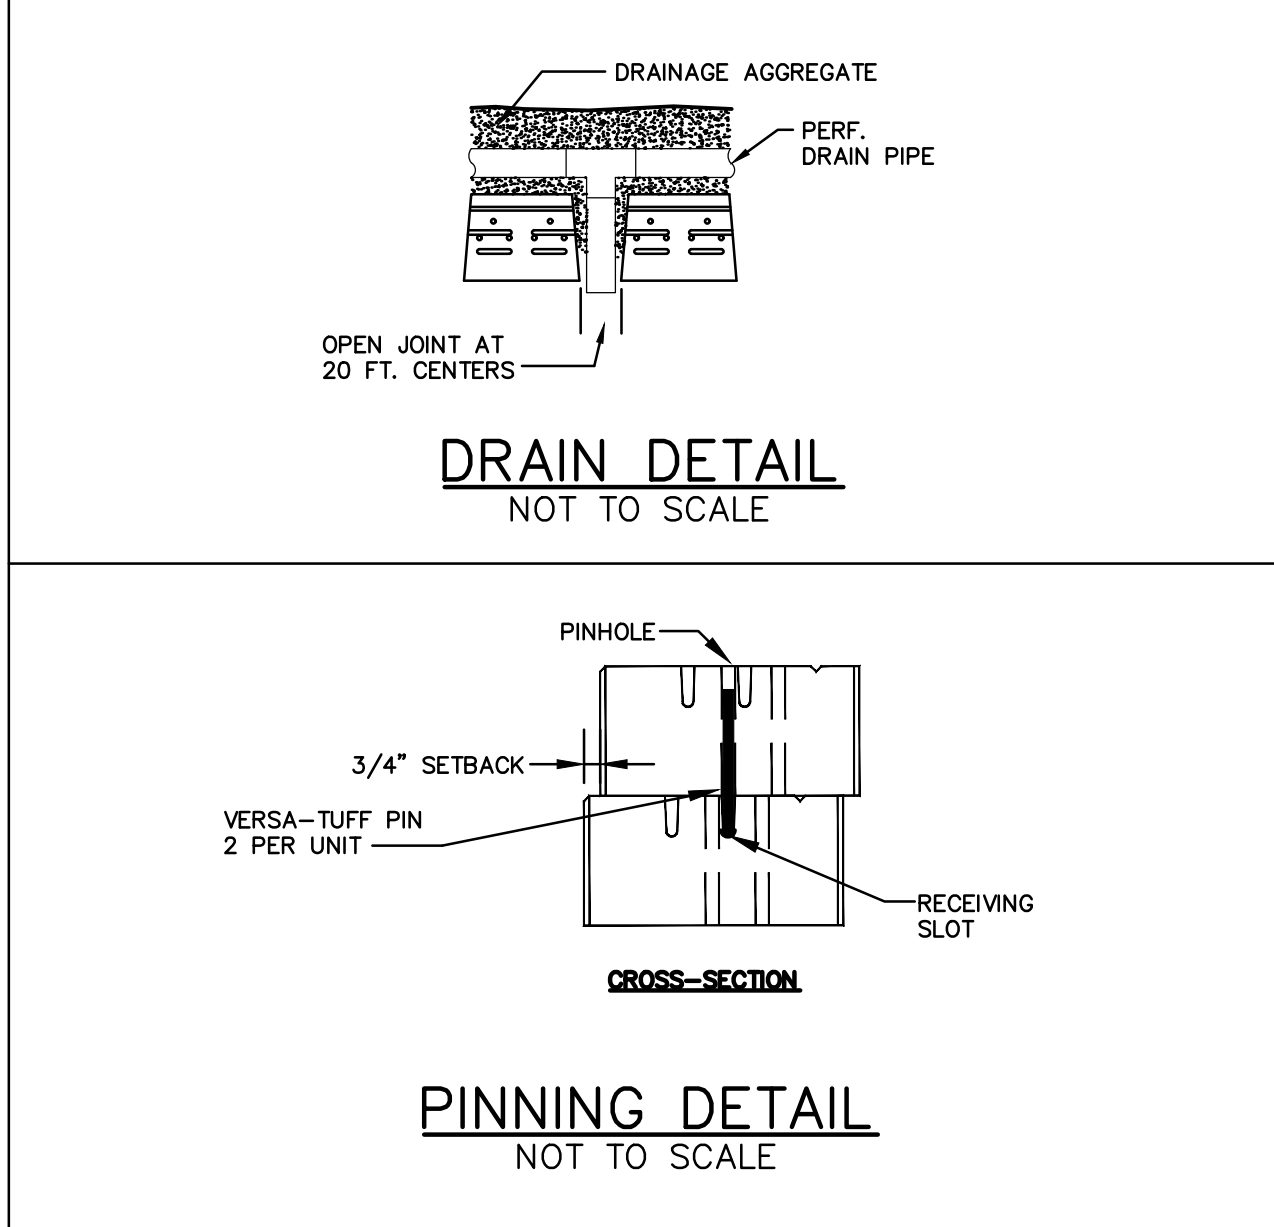 DRAINAGE AGGREGATE
PERF.
DRAIN PIPE
OPEN JOINT AT
20 FT. CENTERS
DRAIN DETAIL
NOT TO SCALE
PINHOLE
3/4" SETBACK
VERSA-TUFF PIN
2 PER UNIT
RECEIVING
SLOT
CROSS-SECTION
PINNING DETAIL
NOT TO SCALE